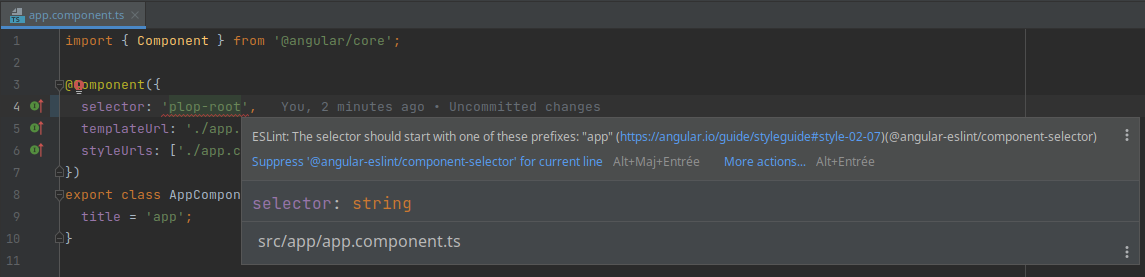 app.component.ts
1 import { Component } from '@angular/core';
2
3 @Component({
4 selector: 'plop-root', You, 2 minutes ago • Uncommitted changes
5 templateUrl: './app.
6 styleUrls: ['./app.c
7 })
8 export class AppCompon
9 title = 'app';
10 }
11
ESLint: The selector should start with one of these prefixes: "app" (https://angular.io/guide/styleguide#style-02-07)(@angular-eslint/component-selector)
Suppress '@angular-eslint/component-selector' for current line Alt+Maj+Entrée More actions... Alt+Entrée
selector: string
src/app/app.component.ts